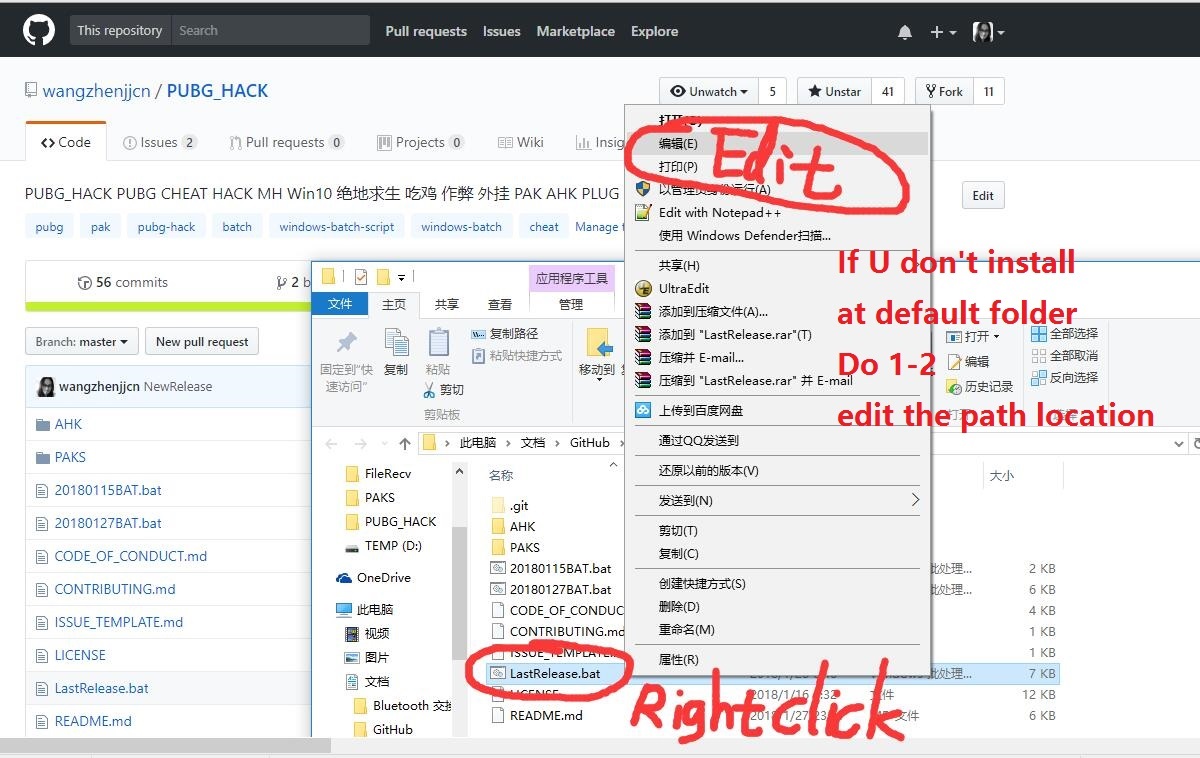 This repository Search Pull requests Issues Marketplace Explore
wangzhenjjcn / PUBG_HACK
Unwatch 5 Unstar 41 Fork 11
Code Issues 2 Pull requests 0 Projects 0 Wiki Insig
PUBG_HACK PUBG CHEAT HACK MH Win10 绝地求生 吃鸡 作弊 外挂 PAK AHK PLUG
Edit
pubg pak pubg-hack batch windows-batch-script windows-batch cheat Manage t
56 commits 2 b
Branch: master New pull request
wangzhenjjcn NewRelease
AHK
PAKS
20180115BAT.bat
20180127BAT.bat
CODE_OF_CONDUCT.md
CONTRIBUTING.md
ISSUE_TEMPLATE.md
LICENSE
LastRelease.bat
README.md
应用程序工具
文件 主页 共享 查看 管理
固定到"快
速访问"
复制
粘贴
复制路径
粘贴快捷方式
剪切
剪贴板
移动到
打开
编辑
历史记录
全部选择
全部取消
反向选择
此电脑 文档 GitHub
FileRecv
PAKS
PUBG_HACK
TEMP (D:)
OneDrive
此电脑
视频
图片
文档
Bluetooth 交换
GitHub
名称 大小
.git
AHK
PAKS
20180115BAT.bat 批处理... 2 KB
20180127BAT.bat 批处理... 6 KB
CODE_OF_CONDUC 4 KB
CONTRIBUTING.md 1 KB
ISSUE_TEMPLATE. 1 KB
LastRelease.bat 批处理... 7 KB
LICENSE 2018/1/16 文件 12 KB
README.md 2018/1/27 文件 6 KB
打开(O)
编辑(E)
打印(P)
以管理员身份运行(A)
Edit with Notepad++
使用 Windows Defender扫描...
共享(H)
UltraEdit
添加到压缩文件(A)...
添加到 "LastRelease.rar"(T)
压缩并 E-mail...
压缩到 "LastRelease.rar" 并 E-mail
上传到百度网盘
通过QQ发送到
还原以前的版本(V)
发送到(N)
剪切(T)
复制(C)
创建快捷方式(S)
删除(D)
重命名(M)
属性(R)
Edit
If U don't install
at default folder
Do 1-2
edit the path location
Right click